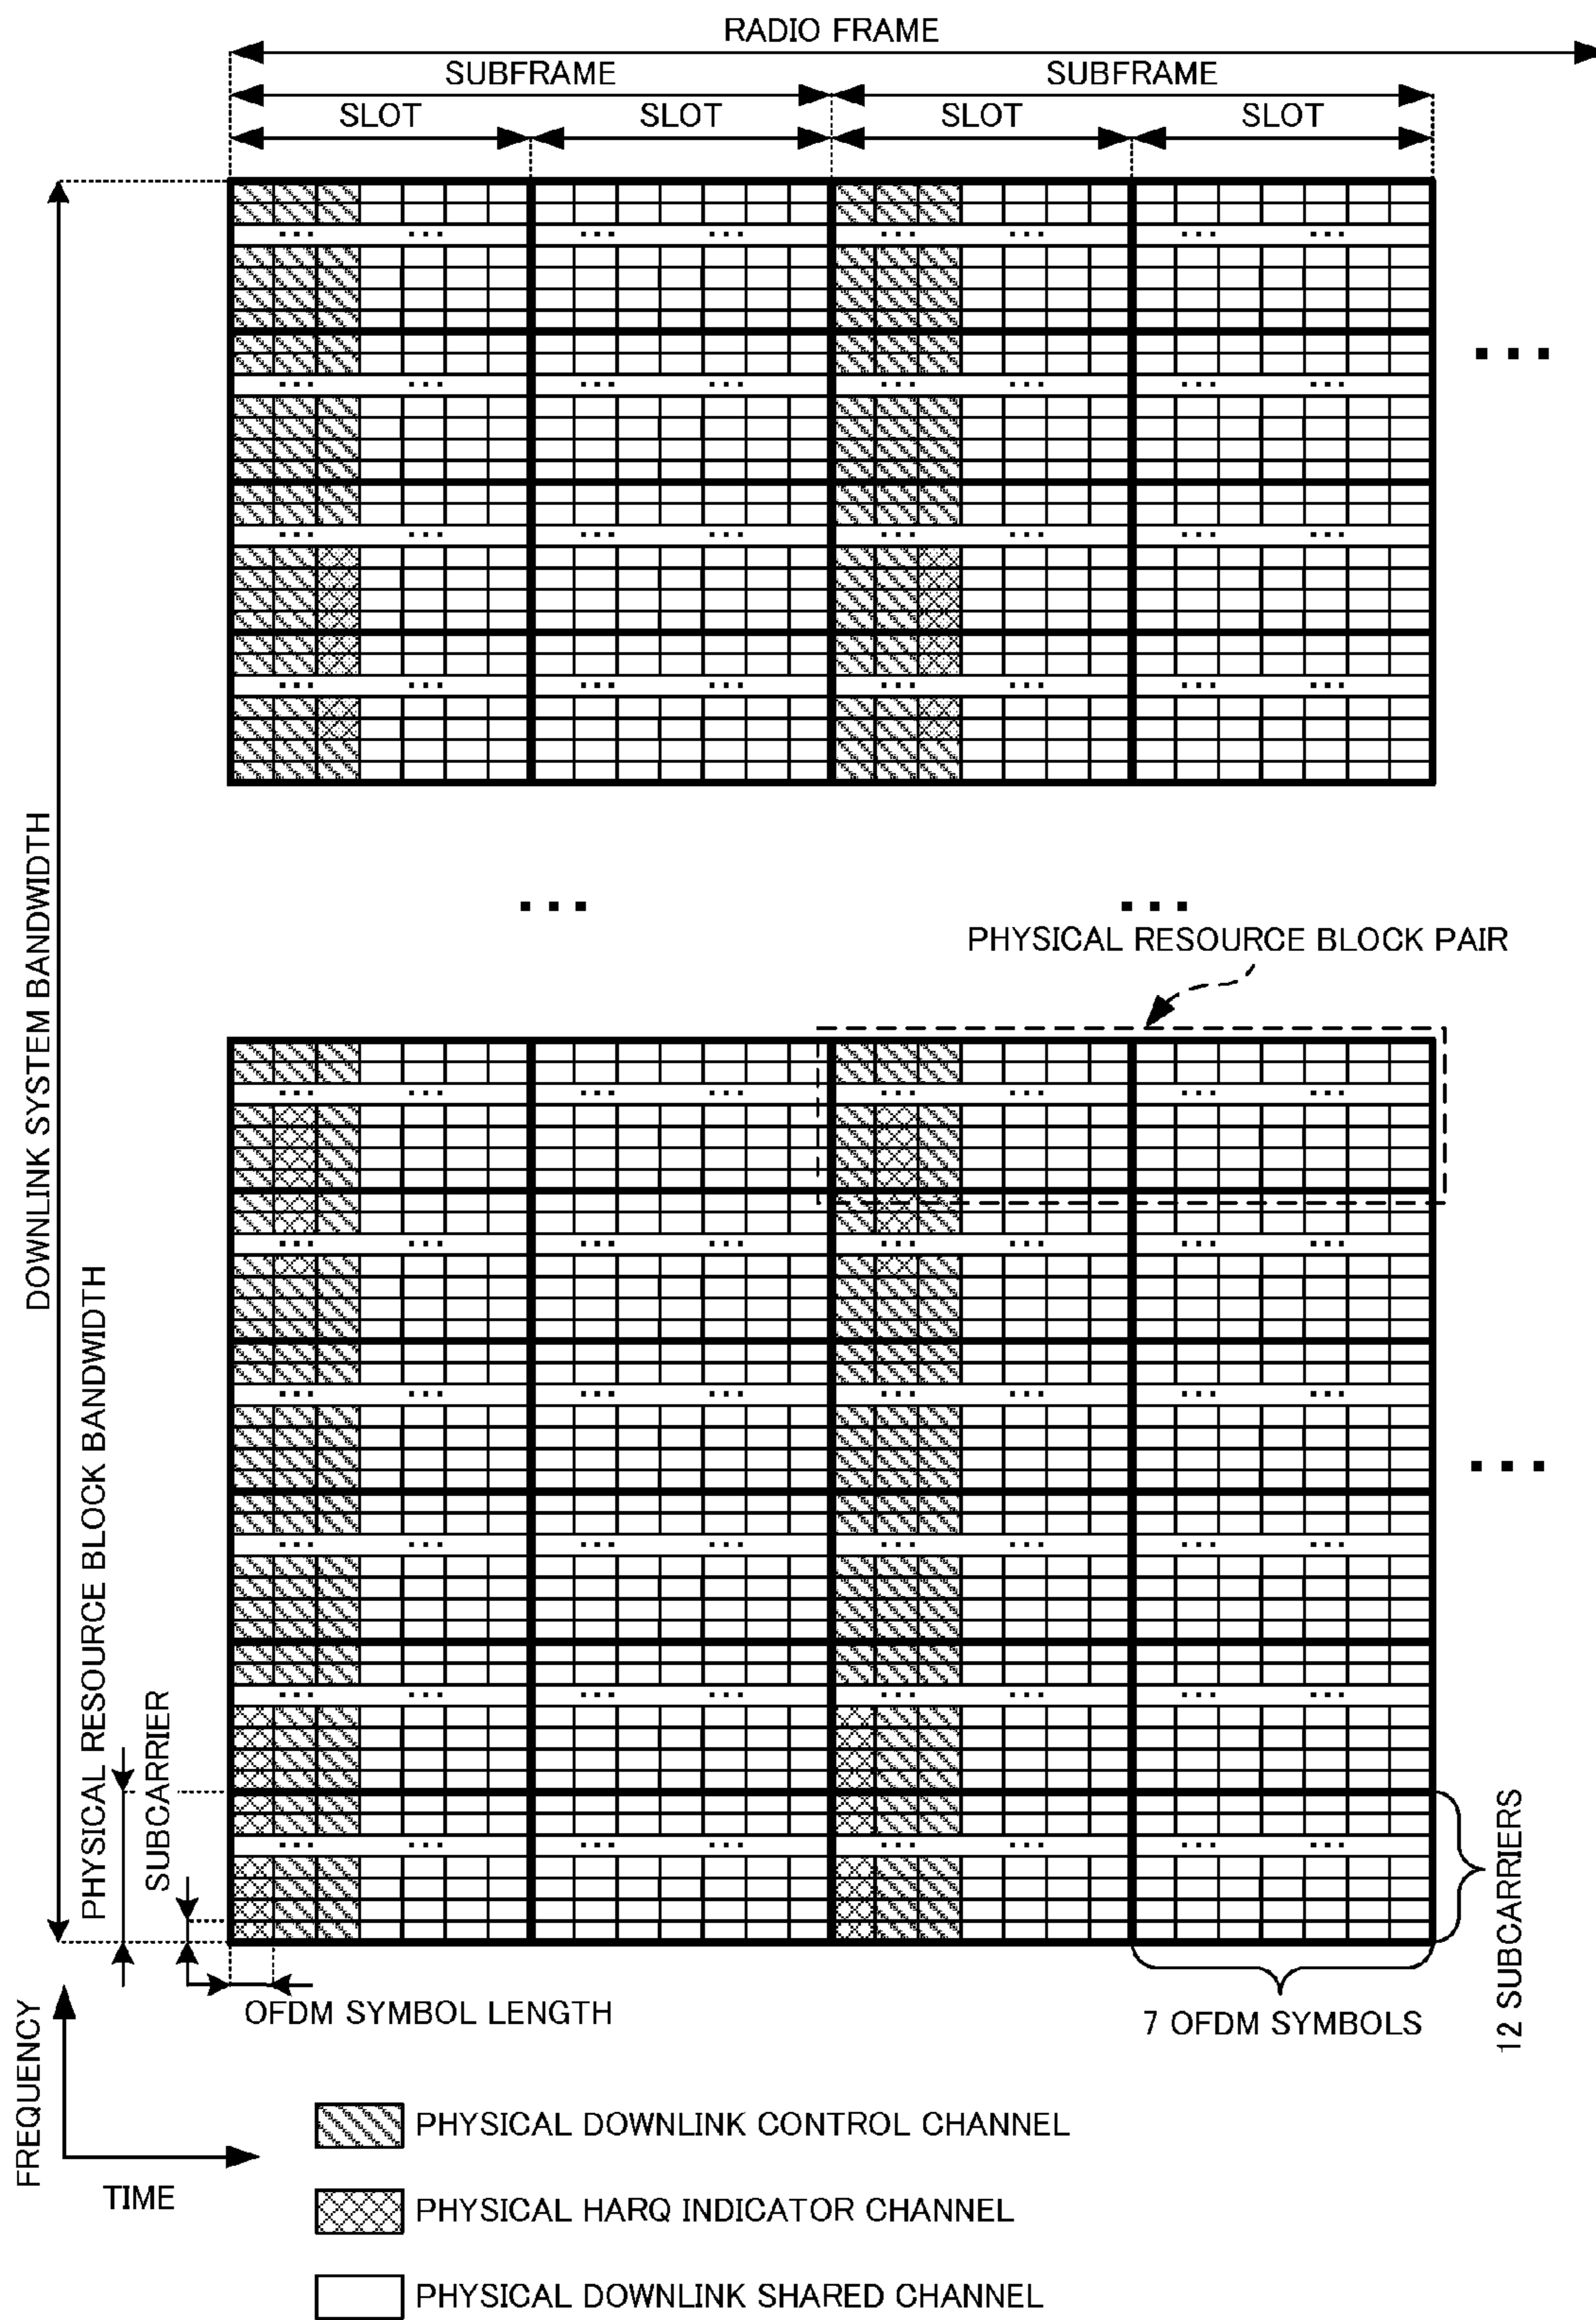 RADIO FRAME
SUBFRAME
SUBFRAME
SLOT
SLOT
SLOT
SLOT
DOWNLINK SYSTEM BANDWIDTH
PHYSICAL RESOURCE BLOCK PAIR
PHYSICAL RESOURCE BLOCK BANDWIDTH
SUBCARRIER
12 SUBCARRIERS
OFDM SYMBOL LENGTH
7 OFDM SYMBOLS
FREQUENCY
TIME
PHYSICAL DOWNLINK CONTROL CHANNEL
PHYSICAL HARQ INDICATOR CHANNEL
PHYSICAL DOWNLINK SHARED CHANNEL